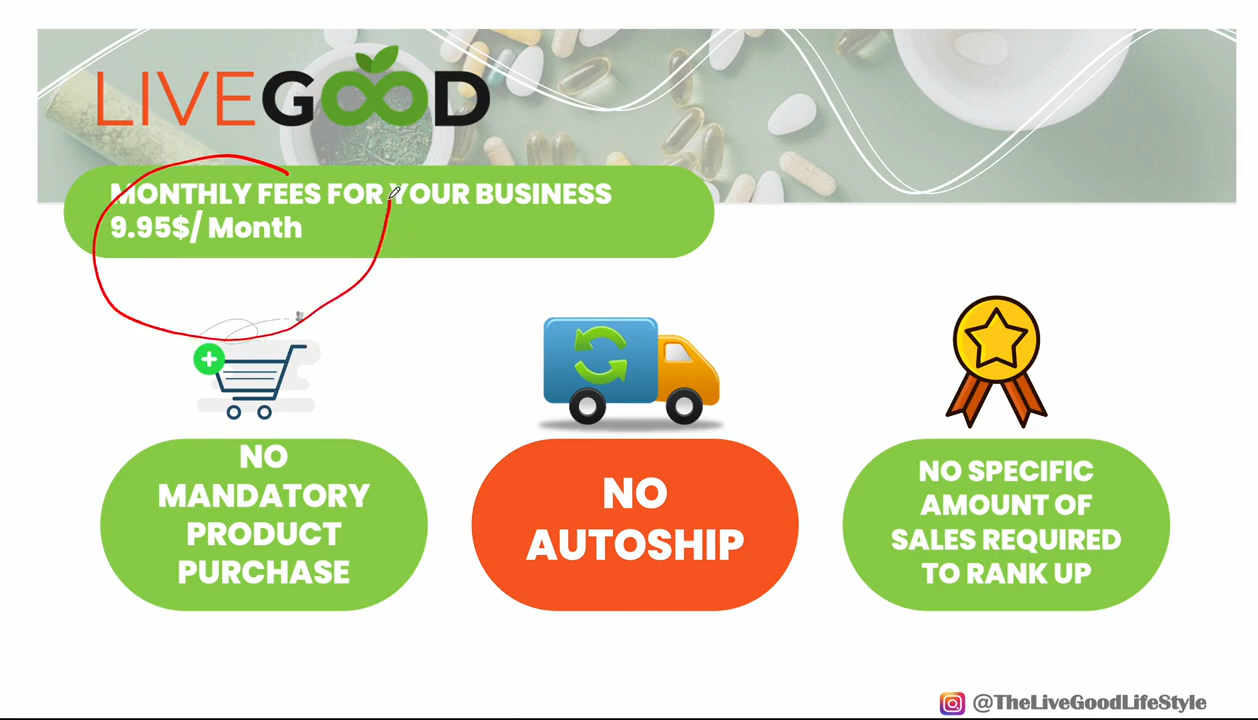 LIVEGOOD
MONTHLY FEES FOR YOUR BUSINESS
9.95$/ Month
NO
MANDATORY
PRODUCT
PURCHASE
NO
AUTOSHIP
NO SPECIFIC
AMOUNT OF
SALES REQUIRED
TO RANK UP
@TheLiveGoodLifeStyle